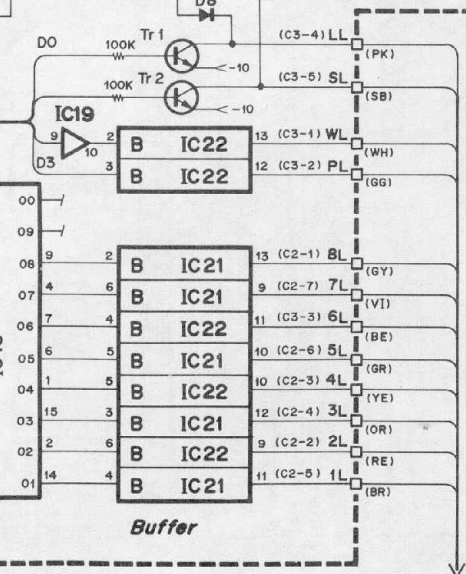 D8
Tr 1
(C3-4) LL
D0
100K
(PK)
-10
100K
Tr 2
(C3-5) SL
(SB)
-10
IC19
9 10 2 B IC22 13 (C3-1) WL
(WH)
D3 3 B IC22 12 (C3-2) PL
(GG)
00
09
08 9 2 B IC21 13 (C2-1) 8L
(GY)
07 4 6 B IC21 9 (C2-7) 7L
(VI)
06 7 4 B IC22 11 (C3-3) 6L
(BE)
05 6 5 B IC21 10 (C2-6) 5L
(GR)
04 1 5 B IC22 10 (C2-3) 4L
(YE)
03 15 3 B IC21 12 (C2-4) 3L
(OR)
02 2 6 B IC22 9 (C2-2) 2L
(RE)
01 14 4 B IC21 11 (C2-5) 1L
(BR)
Buffer